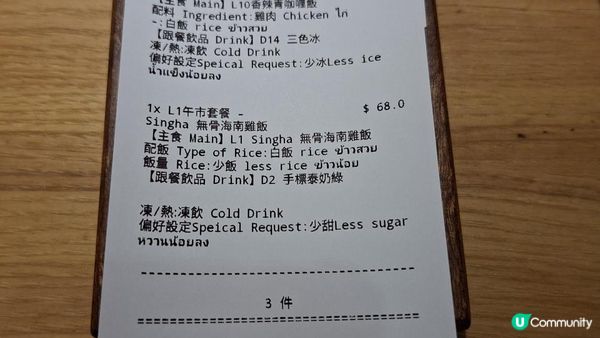 【主食 Main】L10香辣青咖喱飯
配料 Ingredient:雞肉 Chicken ไก่
-:白飯 rice ข้าวสวย
【跟餐飲品 Drink】D14 三色冰
凍/熱:凍飲 Cold Drink
偏好設定Speical Request:少冰Less ice
น้ำแข็งน้อยลง
1x L1午市套餐 - $ 68.0
Singha 無骨海南雞飯
【主食 Main】L1 Singha 無骨海南雞飯
配飯 Type of Rice:白飯 rice ข้าวสวย
飯量 Rice:少飯 less rice ข้าวน้อย
【跟餐飲品 Drink】D2 手標泰奶綠
凍/熱:凍飲 Cold Drink
偏好設定Speical Request:少甜Less sugar
หวานน้อยลง
3 件
U Community